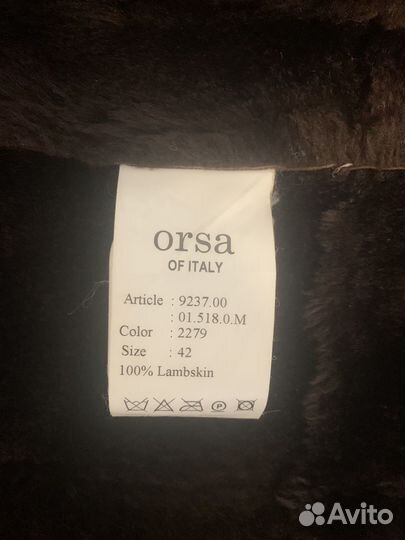 orsa
OF ITALY
Article : 9237.00
: 01.518.0.M
Color : 2279
Size : 42
100% Lambskin
P
Avito